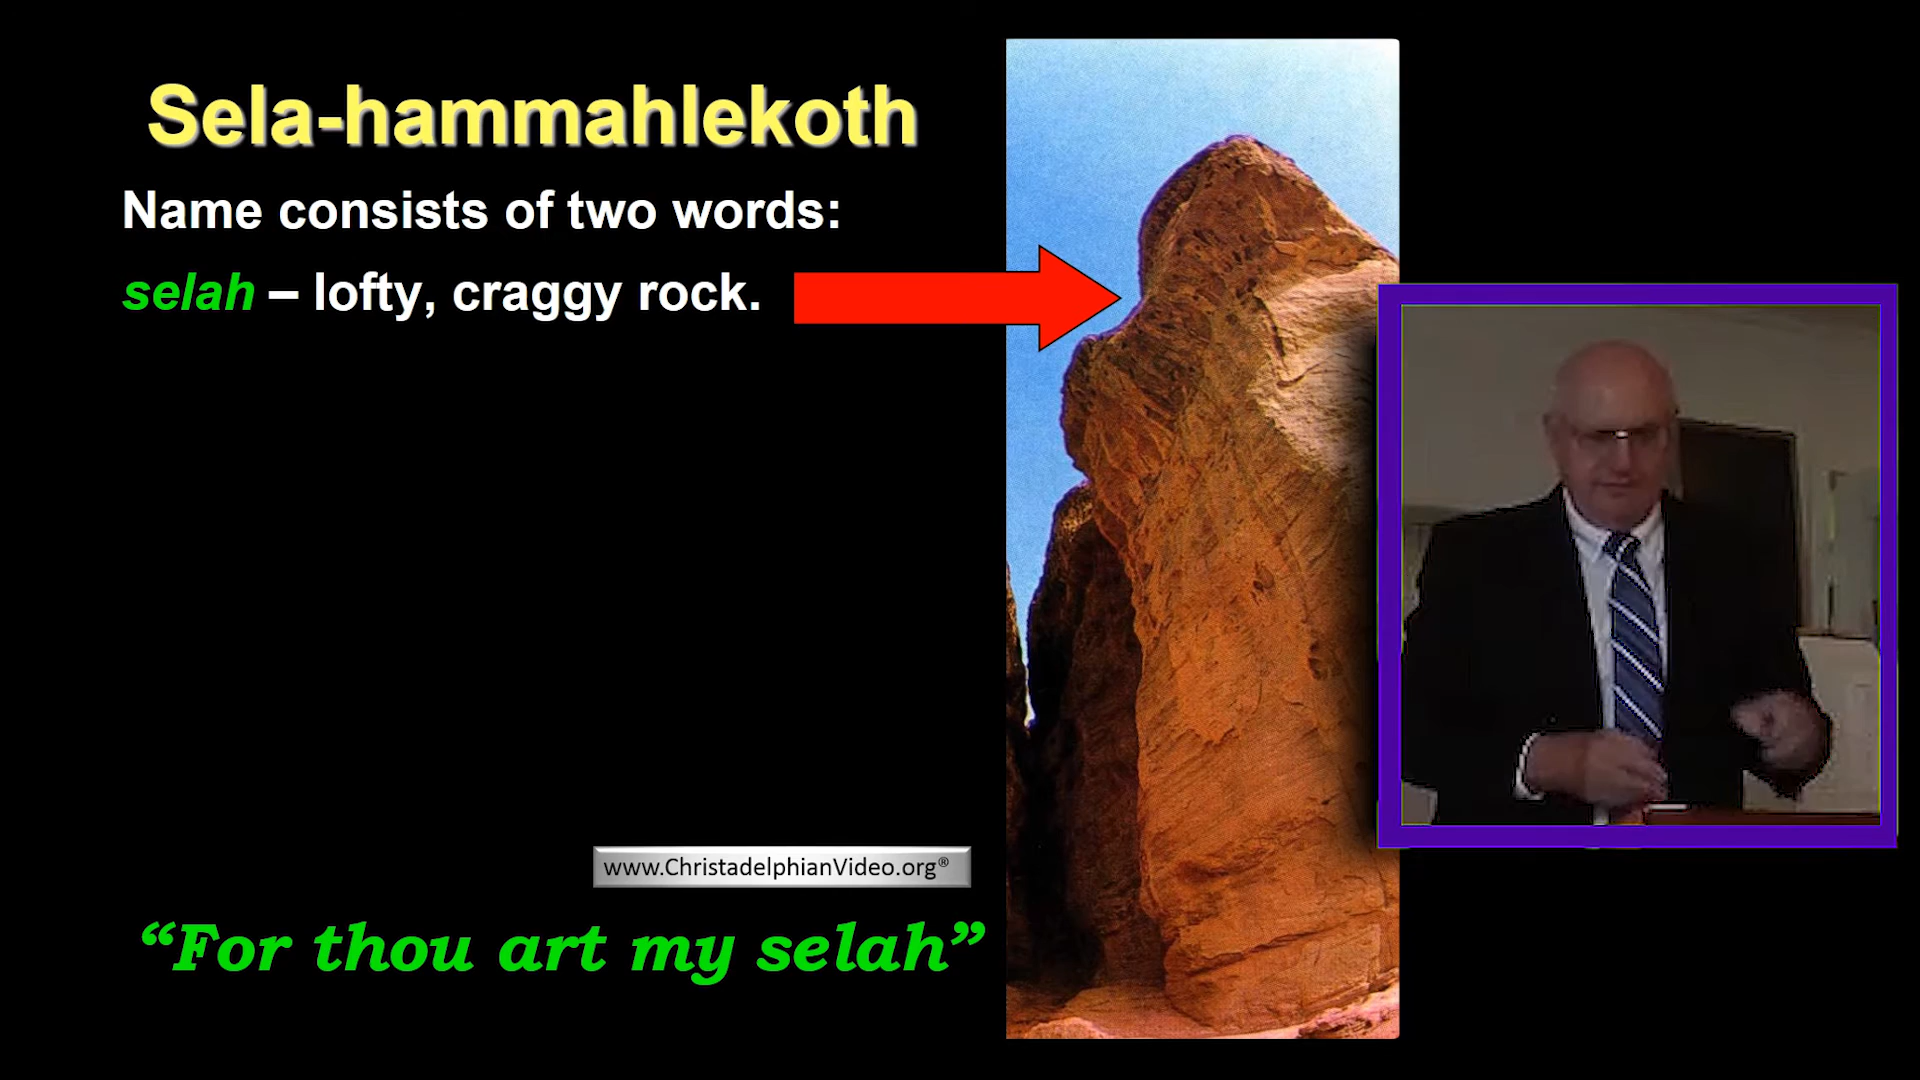 Sela-hammahlekoth
Name consists of two words:
selah – lofty, craggy rock.
www.ChristadelphianVideo.org®
“For thou art my selah”